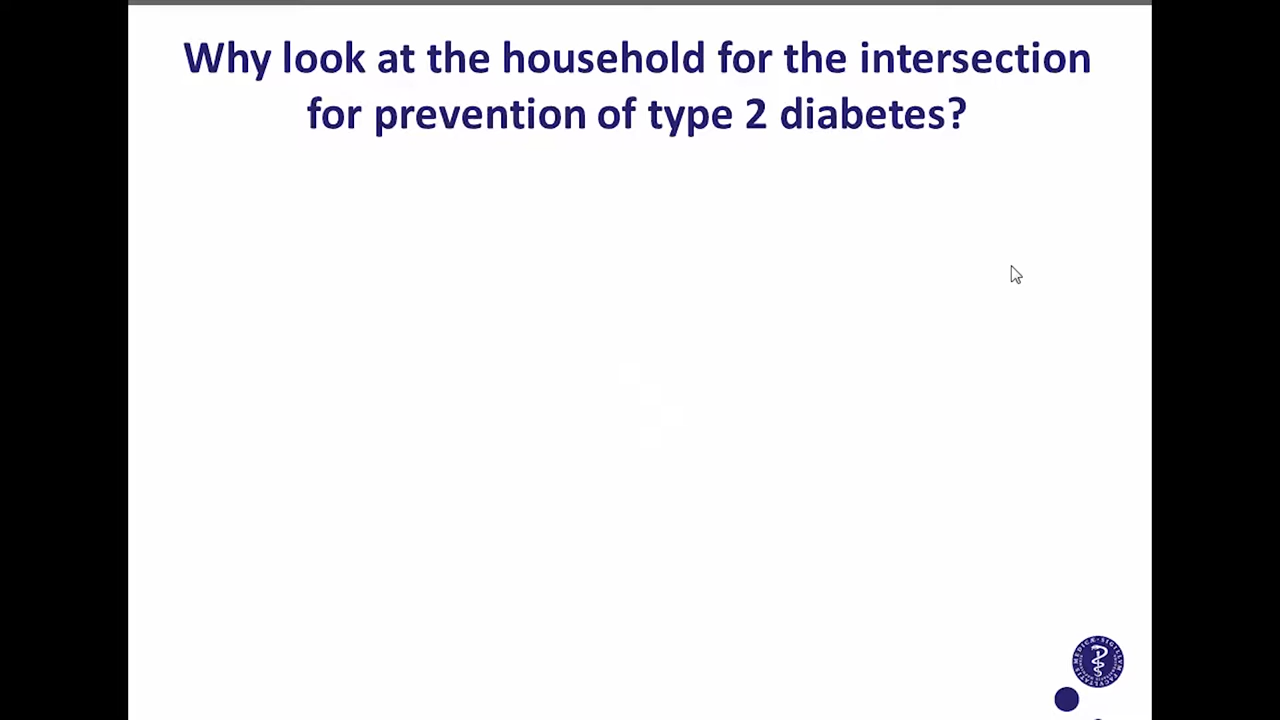 Why look at the household for the intersection
for prevention of type 2 diabetes?